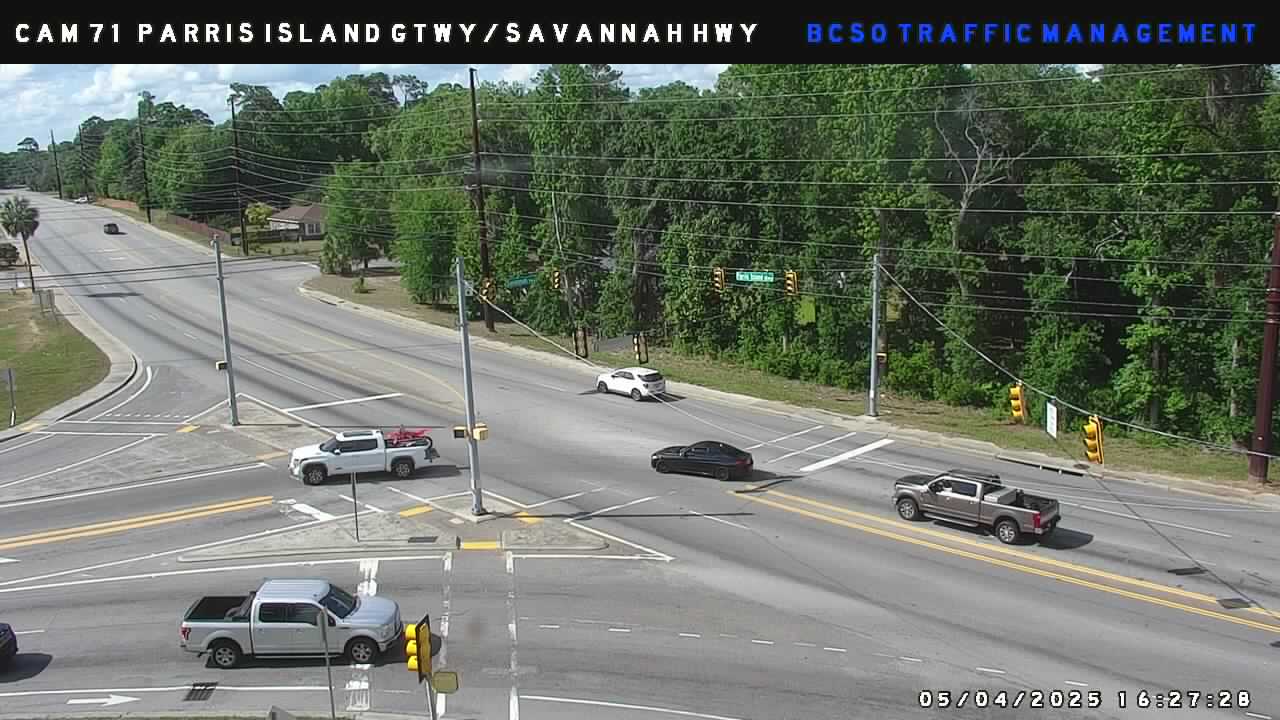 CAM 71 PARRIS ISLAND GTWY/SAVANNAH HWY BCSO TRAFFIC MANAGEMENT
05/04/2025 16:27:28